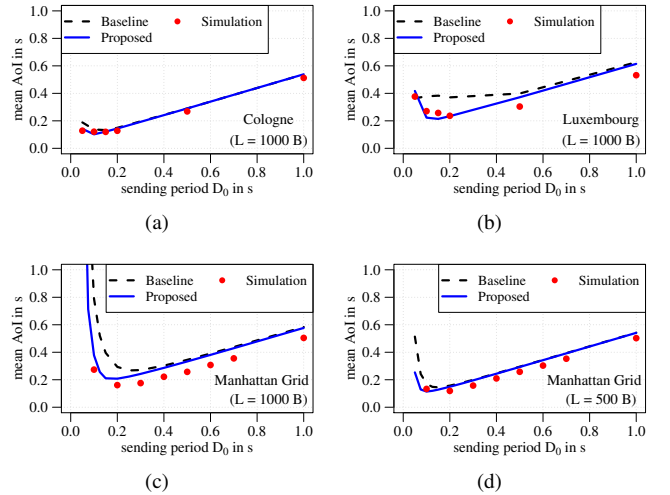 Baseline Simulation
Proposed
mean AoI in s
0.0 0.2 0.4 0.6 0.8 1.0
Cologne
(L = 1000 B)
0.0 0.2 0.4 0.6 0.8 1.0
sending period D₀ in s
(a)
Baseline Simulation
Proposed
mean AoI in s
0.0 0.2 0.4 0.6 0.8 1.0
Luxembourg
(L = 1000 B)
0.0 0.2 0.4 0.6 0.8 1.0
sending period D₀ in s
(b)
Baseline Simulation
Proposed
mean AoI in s
0.0 0.2 0.4 0.6 0.8 1.0
Manhattan Grid
(L = 1000 B)
0.0 0.2 0.4 0.6 0.8 1.0
sending period D₀ in s
(c)
Baseline Simulation
Proposed
mean AoI in s
0.0 0.2 0.4 0.6 0.8 1.0
Manhattan Grid
(L = 500 B)
0.0 0.2 0.4 0.6 0.8 1.0
sending period D₀ in s
(d)